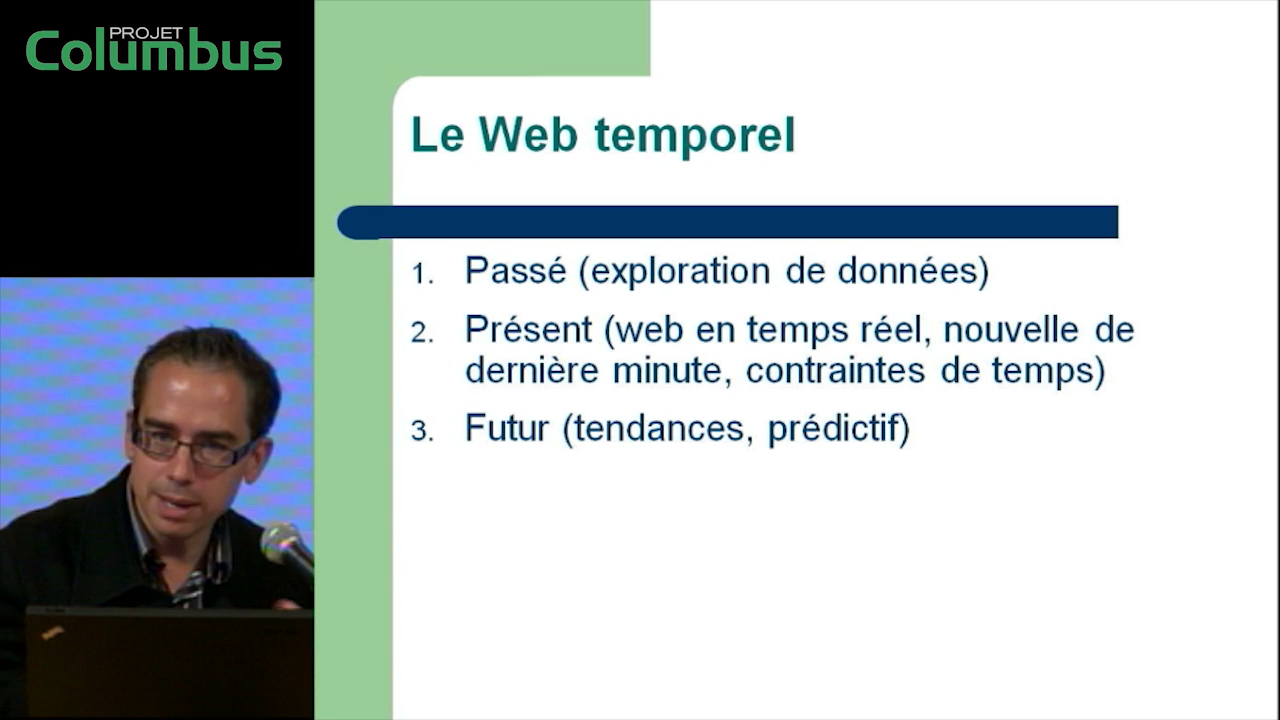 PROJET
Columbus
Le Web temporel
1. Passé (exploration de données)
2. Présent (web en temps réel, nouvelle de
dernière minute, contraintes de temps)
3. Futur (tendances, prédictif)